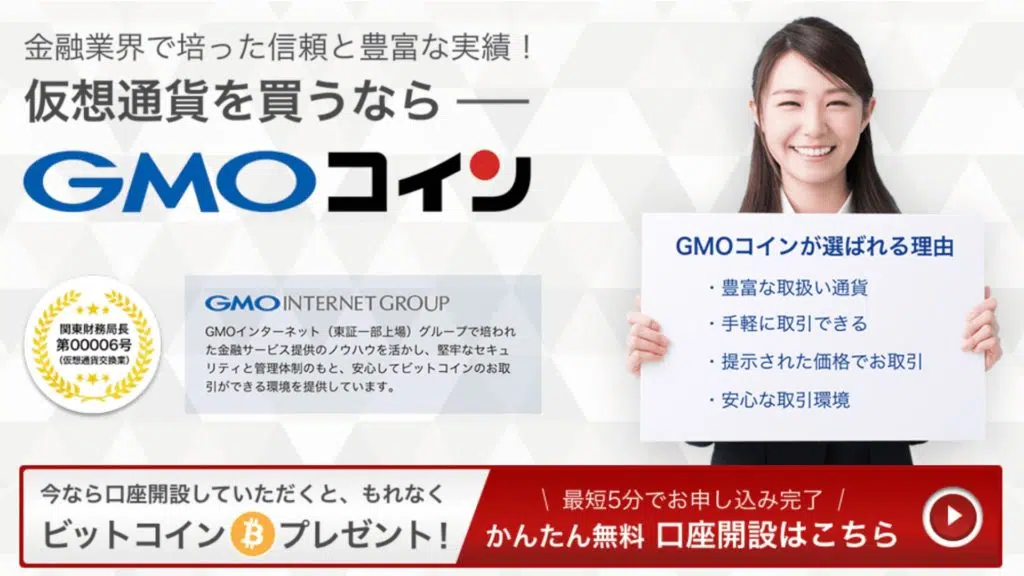 金融業界で培った信頼と豊富な実績！
仮想通貨を買うなら
GMOコイン
関東財務局長
第00006号
（仮想通貨交換業）
GMO INTERNET GROUP
GMOインターネット（東証一部上場）グループで培われ
た金融サービス提供のノウハウを活かし、堅牢なセキュ
リティと管理体制のもと、安心してビットコインのお取
引ができる環境を提供しています。
GMOコインが選ばれる理由
・豊富な取扱い通貨
・手軽に取引できる
・提示された価格でお取引
・安心な取引環境
今なら口座開設していただくと、もれなく
ビットコイン₿プレゼント！
\ 最短5分でお申し込み完了 /
かんたん無料 口座開設はこちら